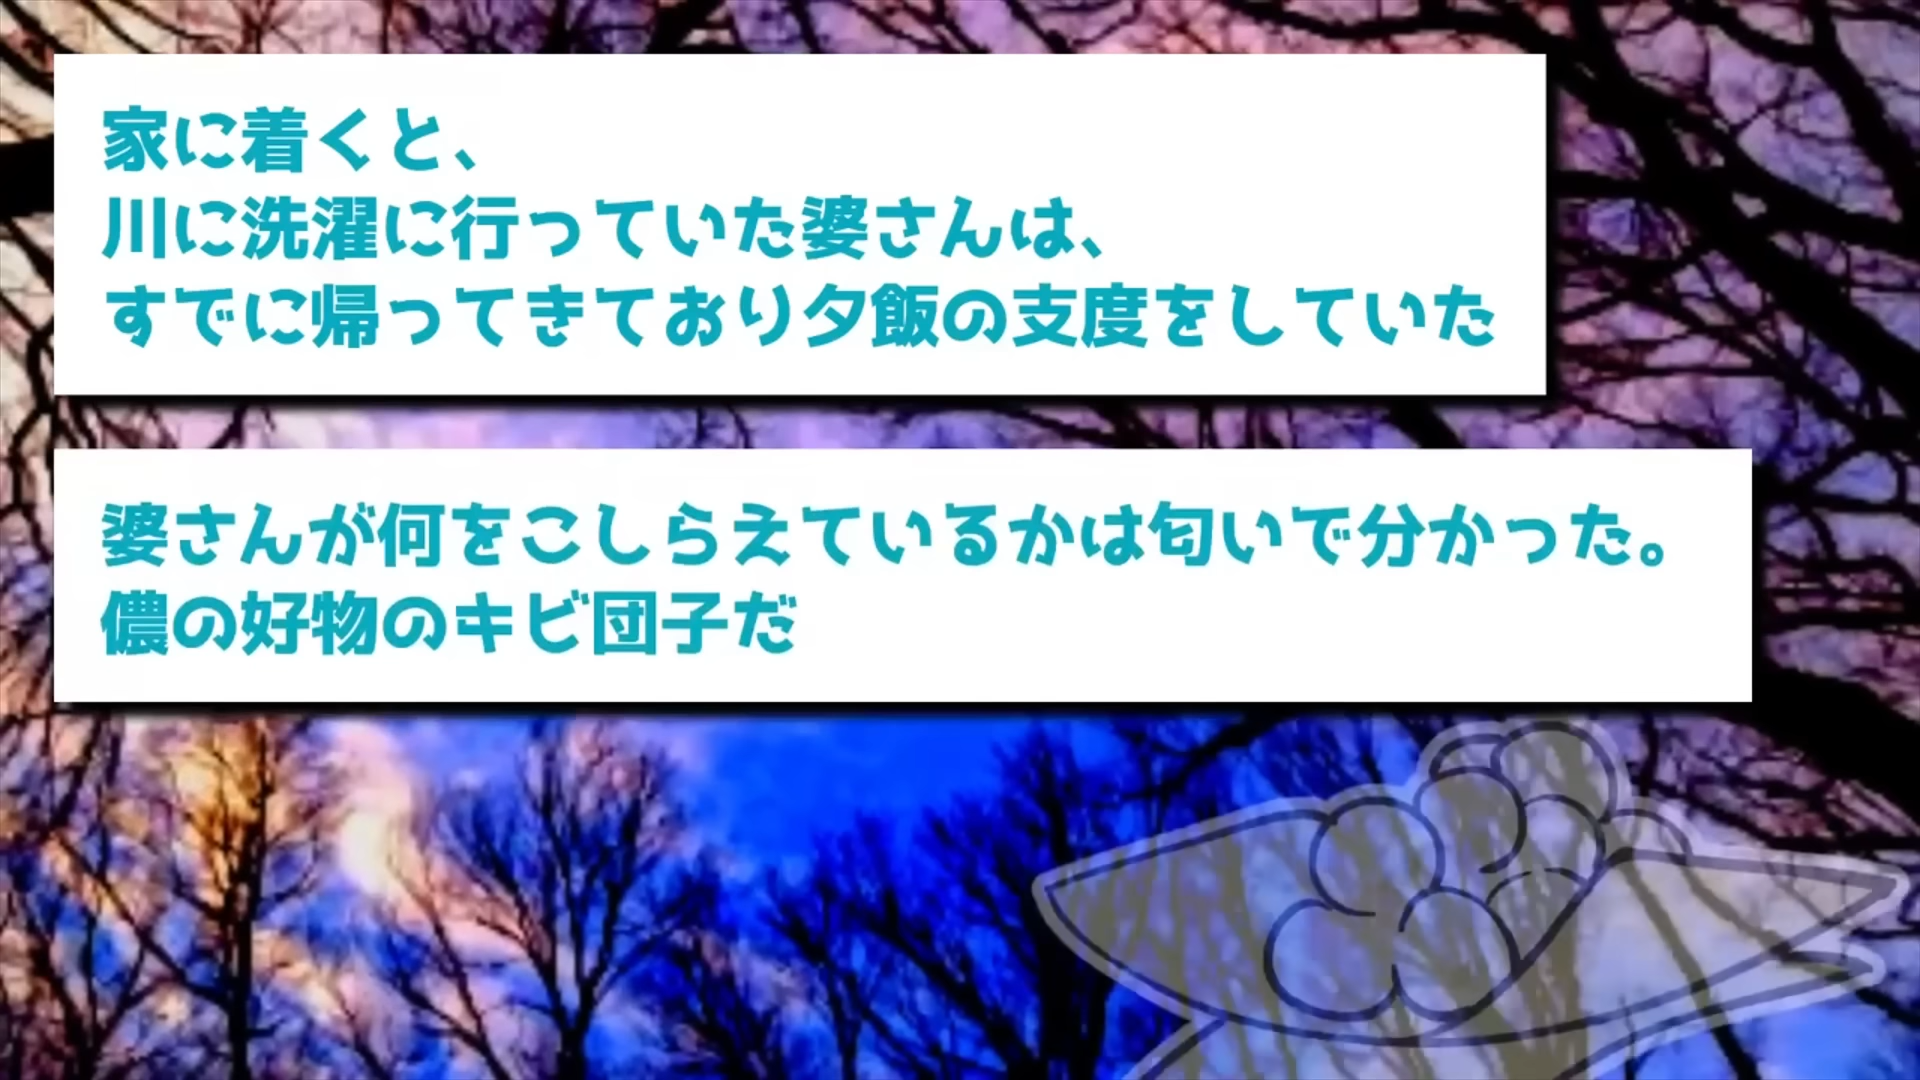 家に着くと、
川に洗濯に行っていた婆さんは、
すでに帰ってきており夕飯の支度をしていた
婆さんが何をこしらえているかは匂いで分かった。
儂の好物のキビ団子だ